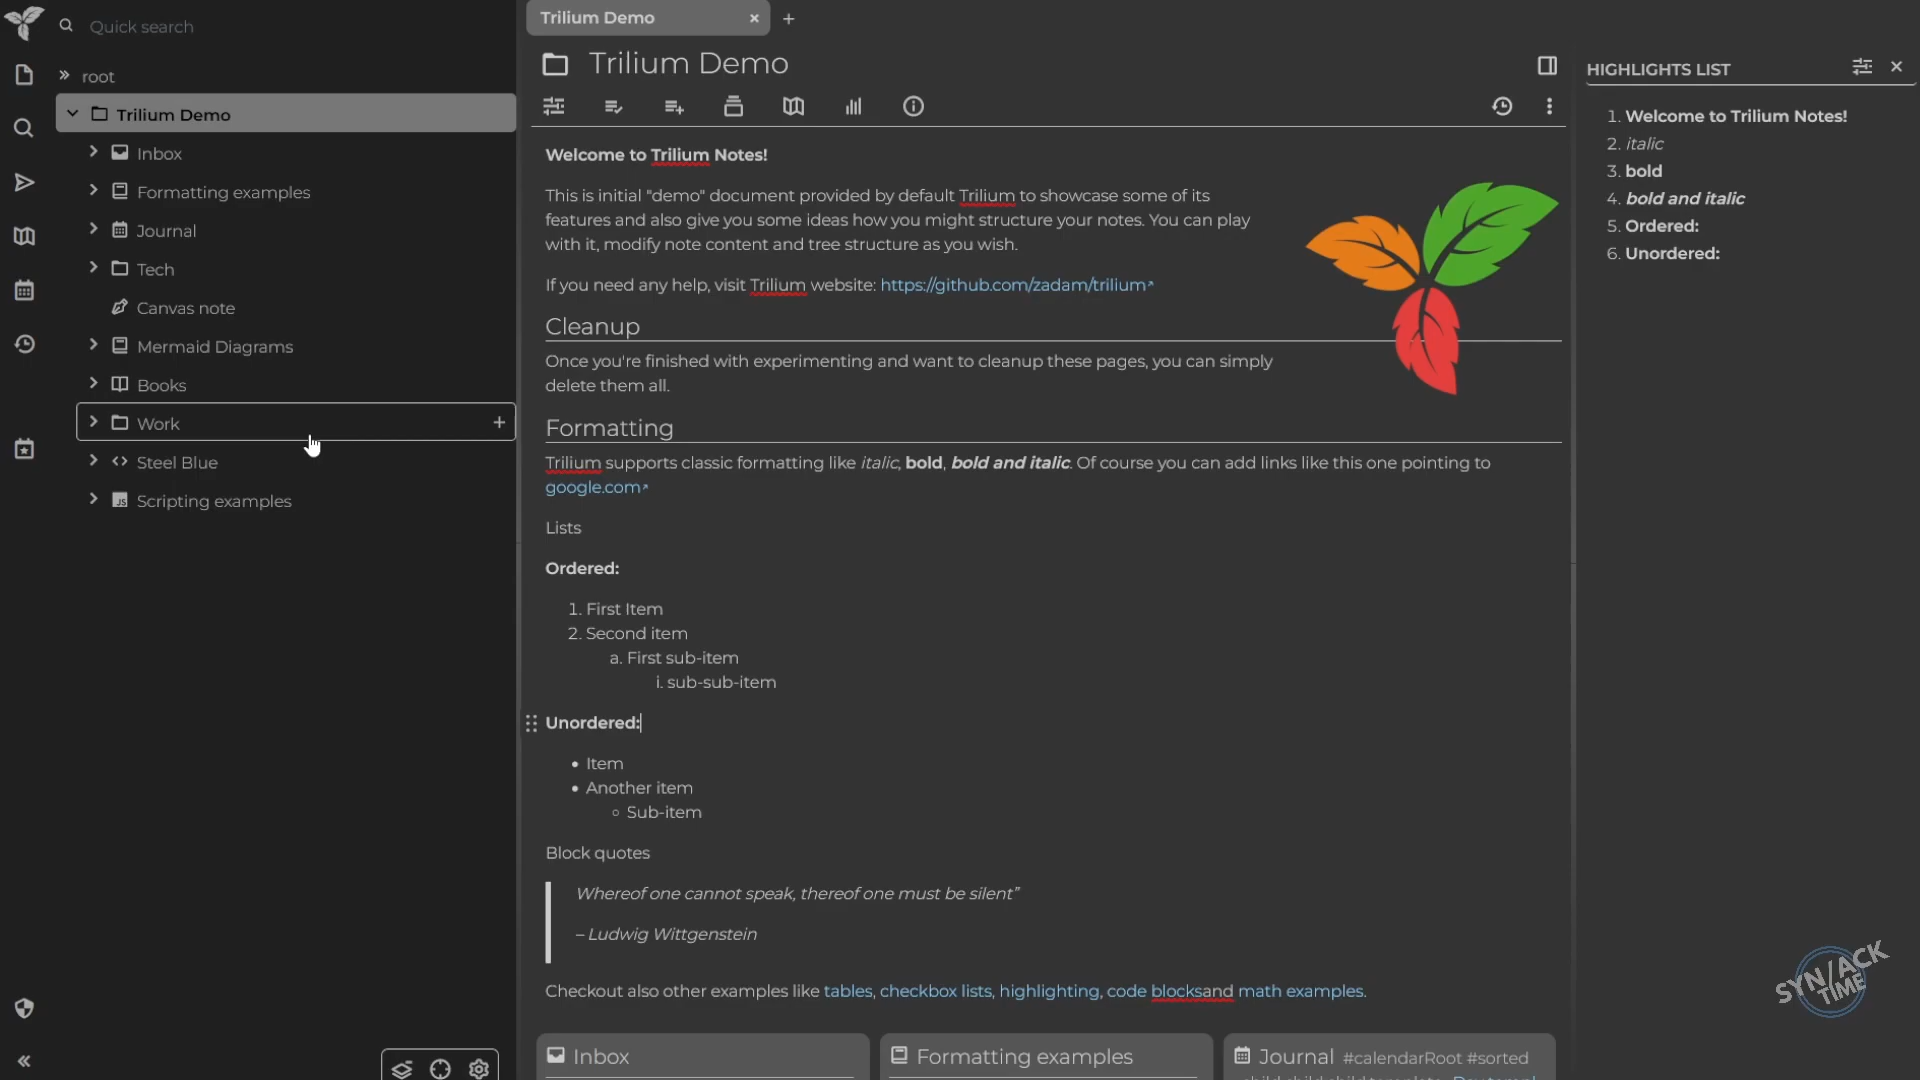 Quick search
root
Trilium Demo
Inbox
Formatting examples
Journal
Tech
Canvas note
Mermaid Diagrams
Books
Work
Steel Blue
Scripting examples
Trilium Demo
Trilium Demo
Welcome to Trilium Notes!
This is initial "demo" document provided by default Trilium to showcase some of its
features and also give you some ideas how you might structure your notes. You can play
with it, modify note content and tree structure as you wish.
If you need any help, visit Trilium website: https://github.com/zadam/trilium
Cleanup
Once you're finished with experimenting and want to cleanup these pages, you can simply
delete them all.
Formatting
Trilium supports classic formatting like italic, bold, bold and italic. Of course you can add links like this one pointing to
google.com
Lists
Ordered:
1. First Item
2. Second item
a. First sub-item
i. sub-sub-item
Unordered:
• Item
• Another item
◦ Sub-item
Block quotes
Whereof one cannot speak, thereof one must be silent”
– Ludwig Wittgenstein
Checkout also other examples like tables, checkbox lists, highlighting, code blocksand math examples.
Inbox
Formatting examples
Journal #calendarRoot #sorted
HIGHLIGHTS LIST
1. Welcome to Trilium Notes!
2. italic
3. bold
4. bold and italic
5. Ordered:
6. Unordered:
SYN/ACK
TIME